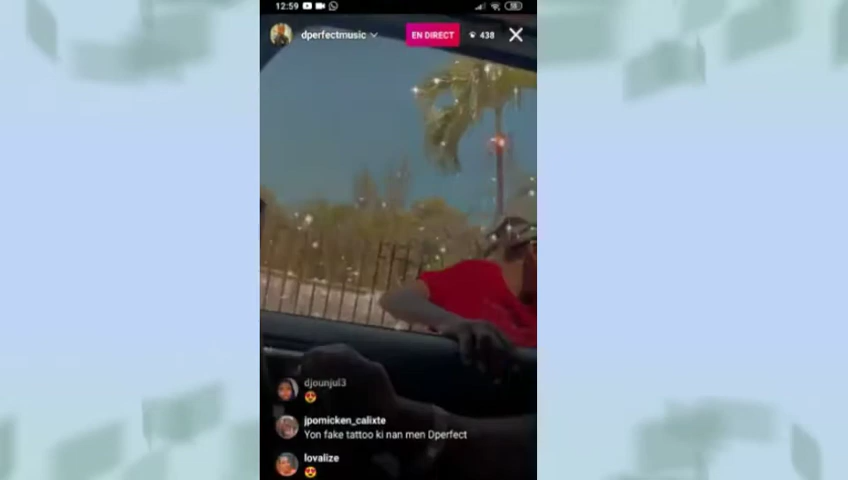 12:59
dperfectmusic
EN DIRECT
438
djounjul3
😍
jpomicken_calixte
Yon fake tattoo ki nan men Dperfect
lovalize
😍